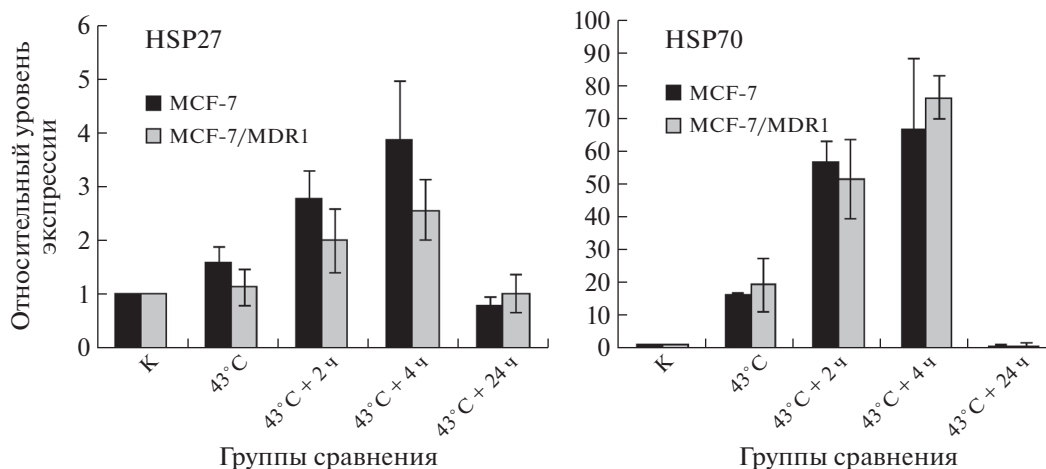 Относительный уровень
экспрессии
6
5
4
3
2
1
0
HSP27
MCF-7
MCF-7/MDR1
К
43°C
43°C + 2 ч
43°C + 4 ч
43°C + 24 ч
Группы сравнения
100
90
80
70
60
50
40
30
20
10
0
HSP70
MCF-7
MCF-7/MDR1
К
43°C
43°C + 2 ч
43°C + 4 ч
43°C + 24 ч
Группы сравнения